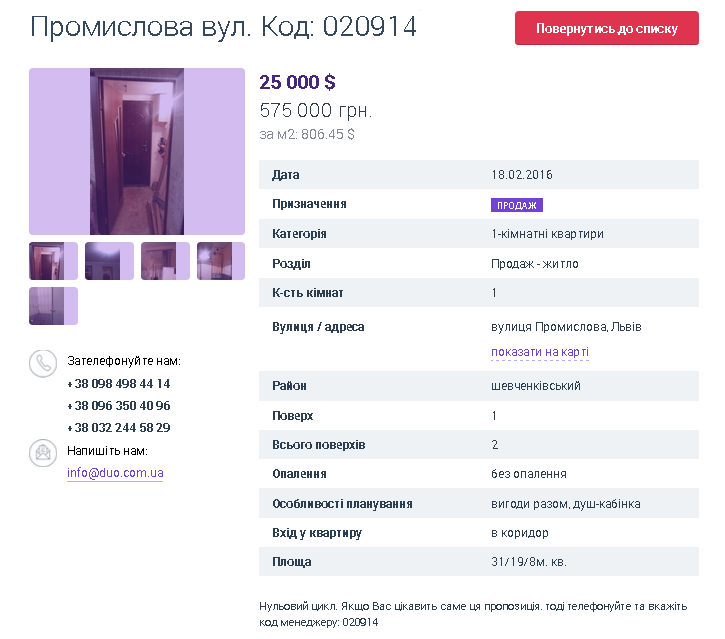 Промислова вул. Код: 020914
Повернутись до списку
25 000 $
575 000 грн.
за м2: 806.45 $
Дата 18.02.2016
Призначення ПРОДАЖ
Категорія 1-кімнатні квартири
Розділ Продаж - житло
К-сть кімнат 1
Вулиця / адреса вулиця Промислова, Львів
показати на карті
Район шевченківський
Поверх 1
Всього поверхів 2
Опалення без опалення
Особливості планування вигоди разом, душ-кабінка
Вхід у квартиру в коридор
Площа 31/19/8м. кв.
Нульовий цикл. Якщо Вас цікавить саме ця пропозиція. тоді телефонуйте та вкажіть
код менеджеру: 020914
Зателефонуйте нам:
+38 098 498 44 14
+38 096 350 40 96
+38 032 244 58 29
Напишіть нам:
info@duo.com.ua